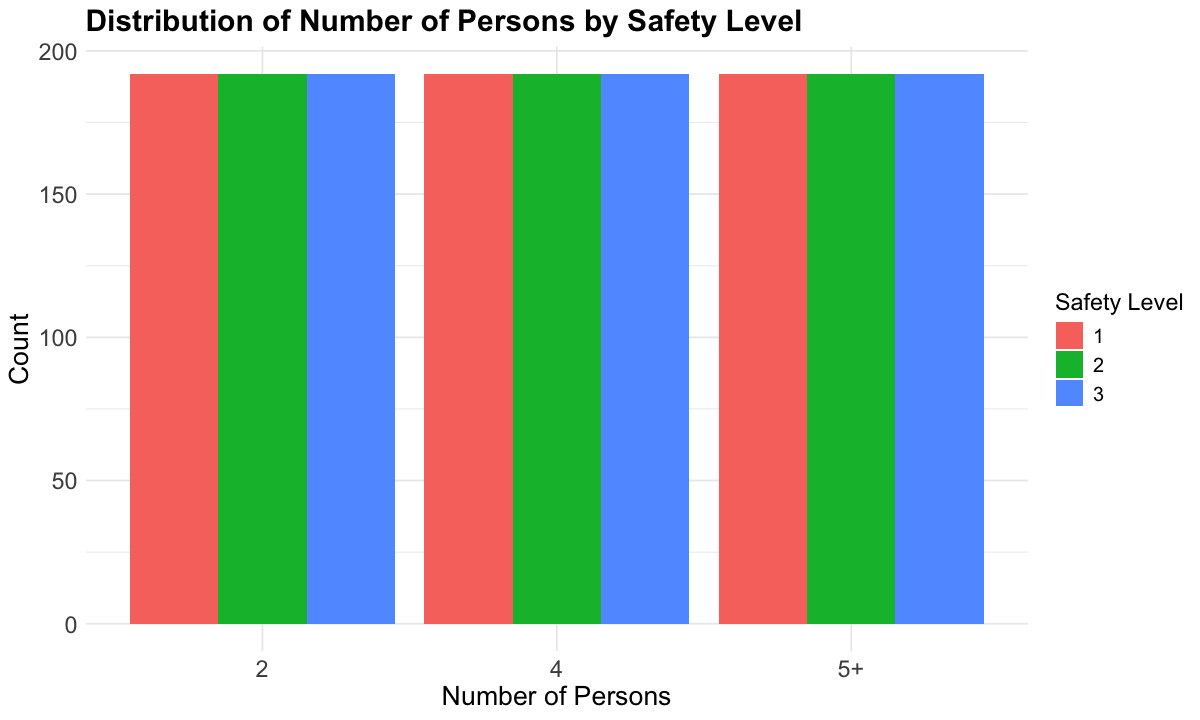 Distribution of Number of Persons by Safety Level
200
150
100
50
0
Count
2
4
5+
Number of Persons
Safety Level
1
2
3